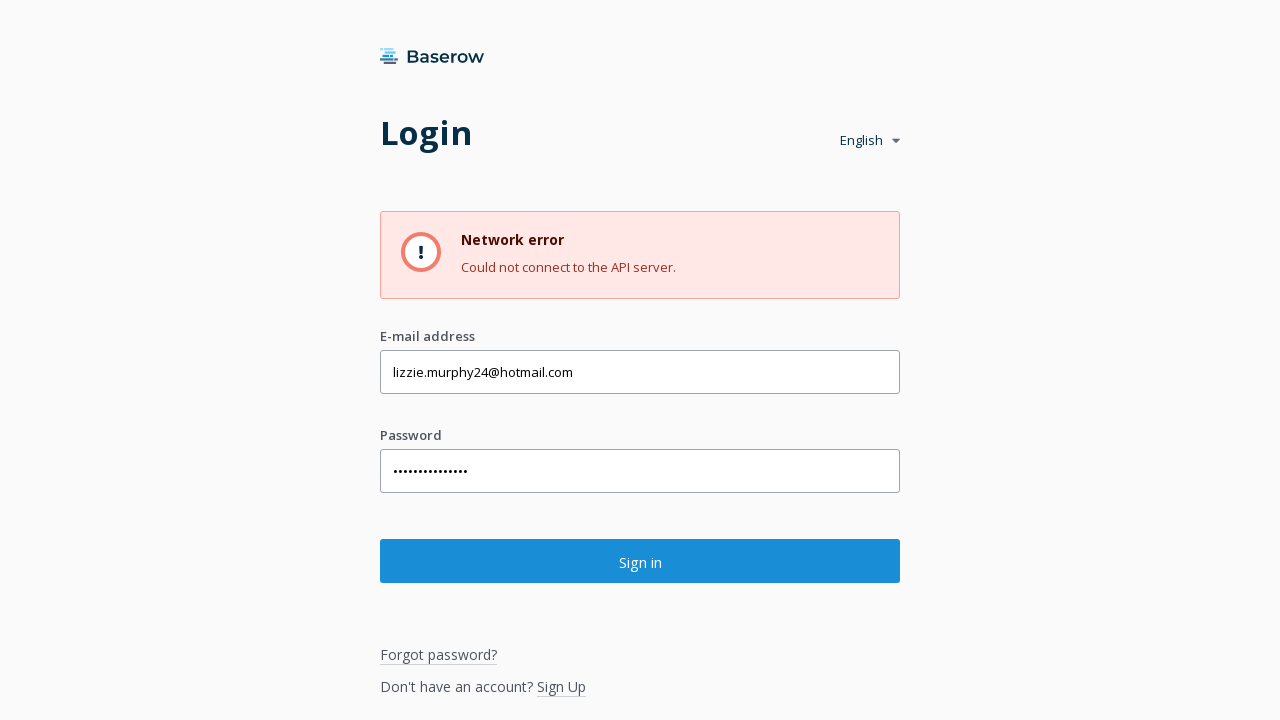 Baserow
Login
English
!
Network error
Could not connect to the API server.
E-mail address
lizzie.murphy24@hotmail.com
Password
•••••••••••••••
Sign in
Forgot password?
Don't have an account? Sign Up